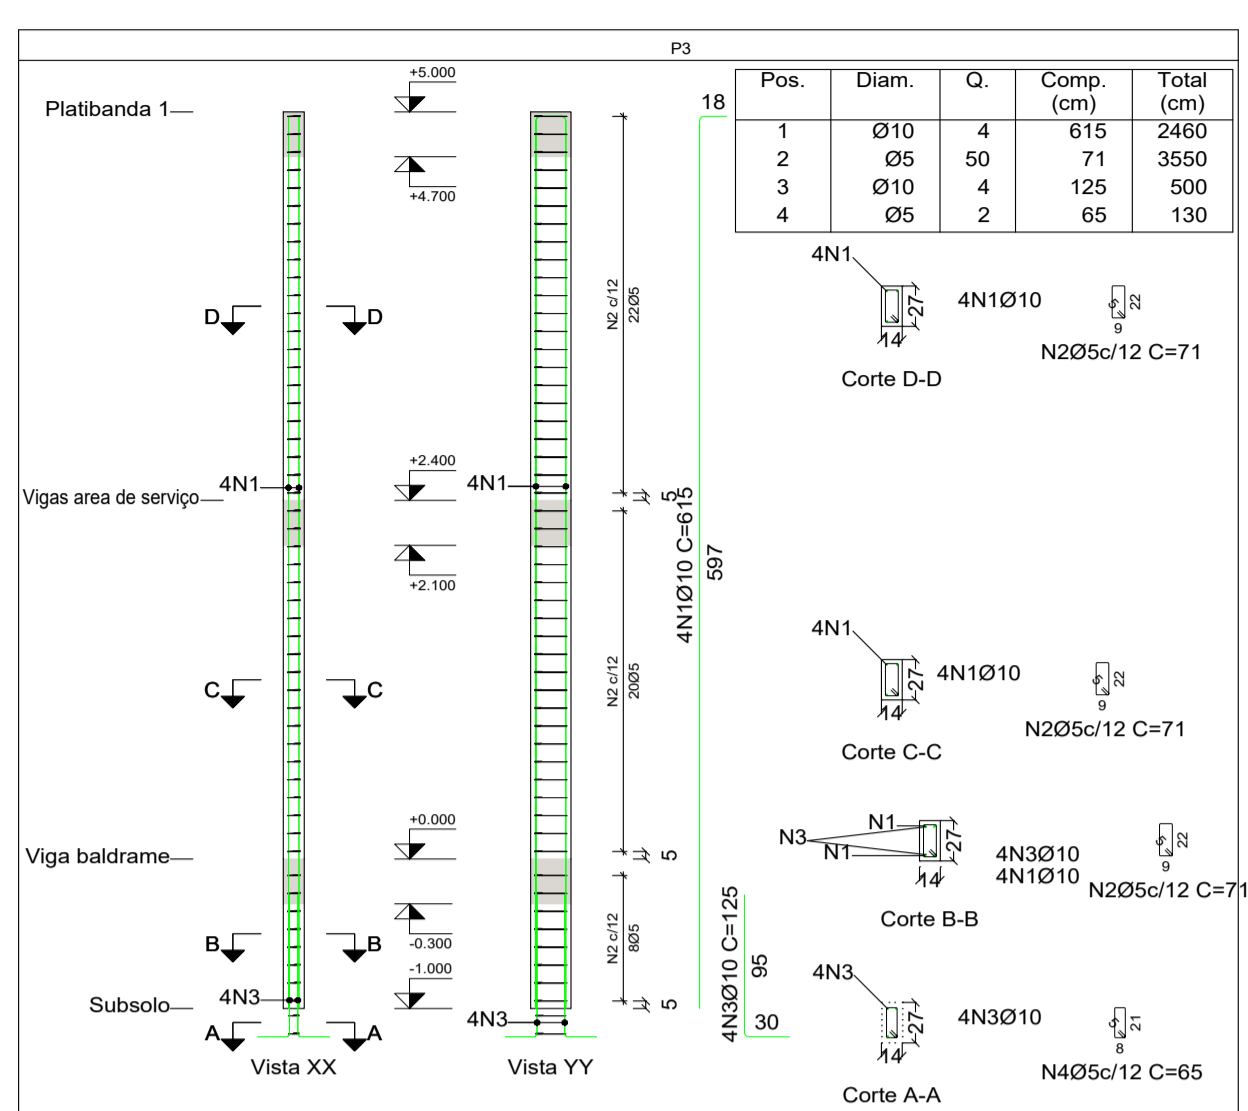 P3
Pos. Diam. Q. Comp. (cm) Total (cm)
1 Ø10 4 615 2460
2 Ø5 50 71 3550
3 Ø10 4 125 500
4 Ø5 2 65 130
Platibanda 1
+5.000
+4.700
18
D D
N2 c/12
22Ø5
4N1
4N1
Vigas area de serviço
+2.400
+2.100
5
4N1Ø10 C=615
597
C C
N2 c/12
20Ø5
Viga baldrame
+0.000
-0.300
5
B B
N2 c/12
8Ø5
-1.000
Subsolo
4N3
4N3
5
A A
Vista XX
Vista YY
4N3Ø10 C=125
95
30
4N1
27
14
4N1Ø10
5
22
9
N2Ø5c/12 C=71
Corte D-D
4N1
27
14
4N1Ø10
5
22
9
N2Ø5c/12 C=71
Corte C-C
N3
N1
N1
27
14
4N3Ø10
4N1Ø10
5
22
9
N2Ø5c/12 C=71
Corte B-B
4N3
27
14
4N3Ø10
5
21
8
N4Ø5c/12 C=65
Corte A-A